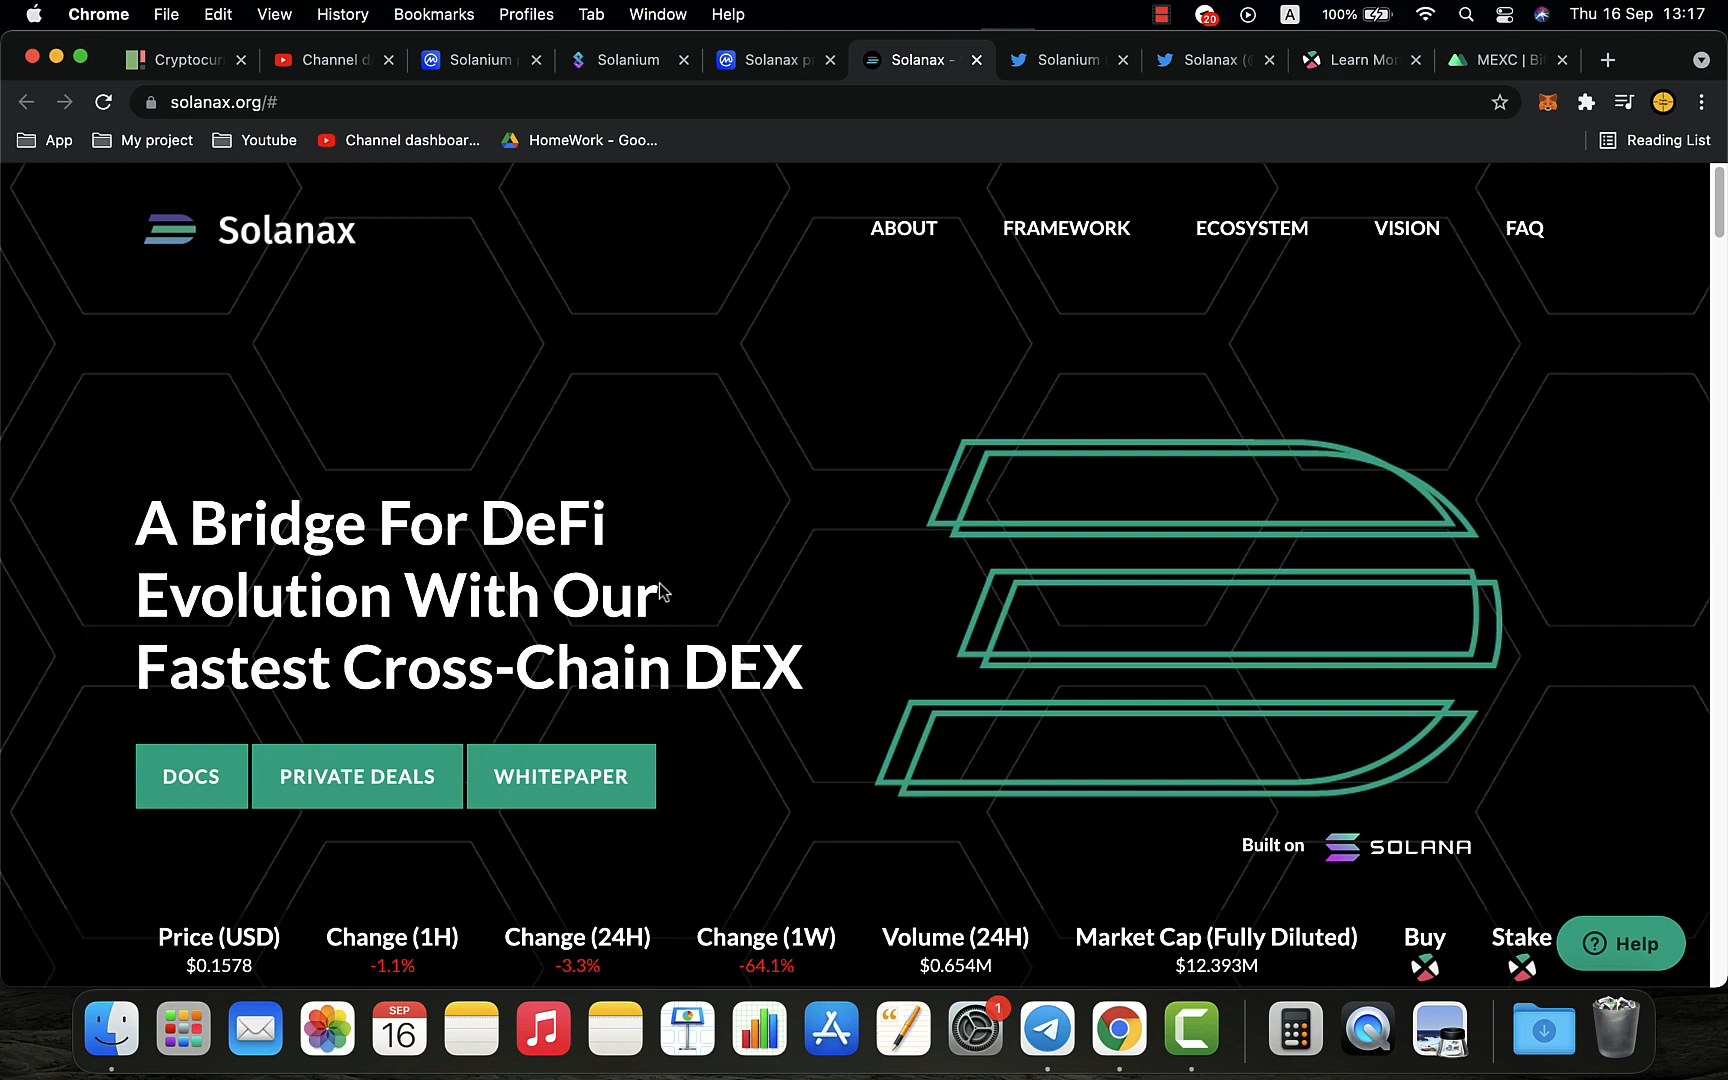 Chrome File Edit View History Bookmarks Profiles Tab Window Help 20 A 100% Thu 16 Sep 13:17
Cryptocur Channel d Solanium Solanium Solanax pr Solanax - Solanium Solanax (@ Learn Mor MEXC | Bit
solanax.org/#
App My project Youtube Channel dashboar... HomeWork - Goo... Reading List
Solanax
ABOUT FRAMEWORK ECOSYSTEM VISION FAQ
A Bridge For DeFi
Evolution With Our
Fastest Cross-Chain DEX
DOCS PRIVATE DEALS WHITEPAPER
Built on SOLANA
Price (USD) Change (1H) Change (24H) Change (1W) Volume (24H) Market Cap (Fully Diluted) Buy Stake
$0.1578 -1.1% -3.3% -64.1% $0.654M $12.393M
? Help
SEP
16
1